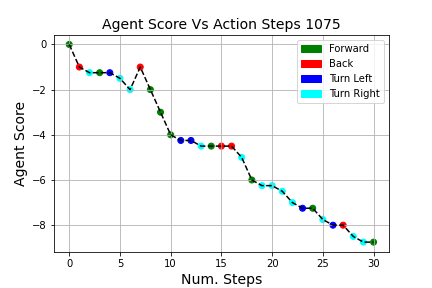 Agent Score Vs Action Steps 1075
Forward
Back
Turn Left
Turn Right
Agent Score
0
−2
−4
−6
−8
0 5 10 15 20 25 30
Num. Steps